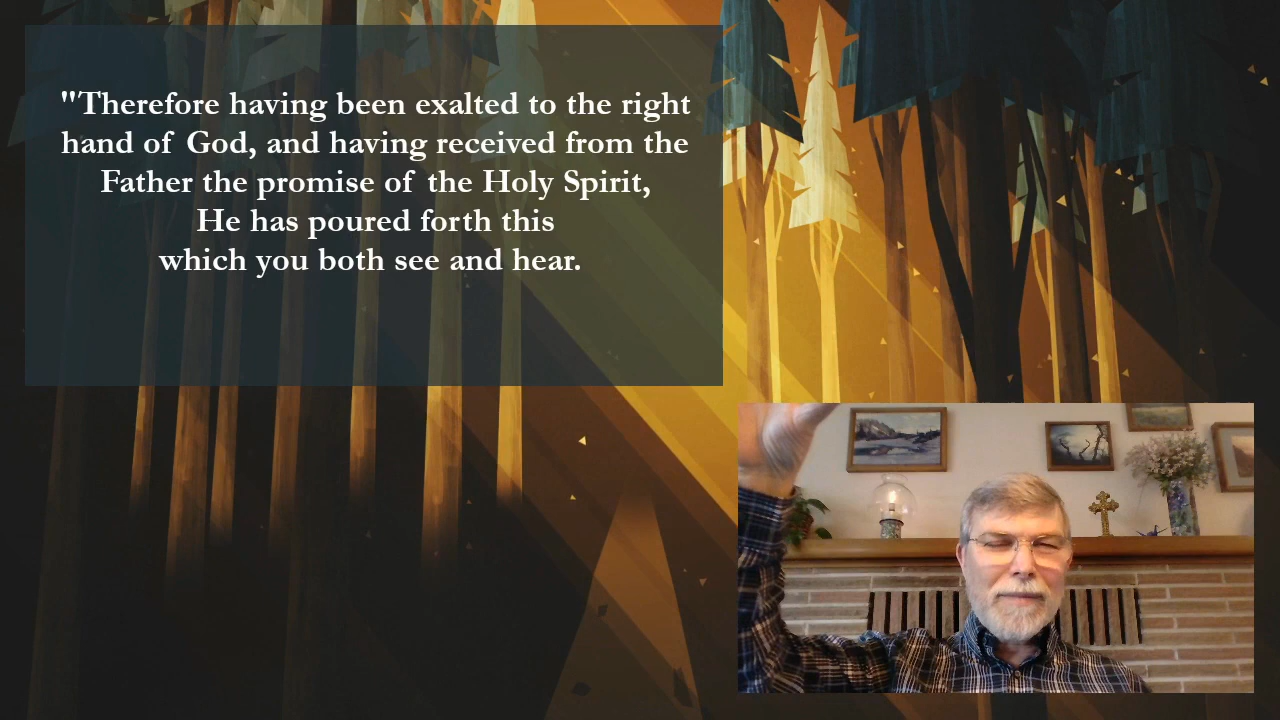 "Therefore having been exalted to the right
hand of God, and having received from the
Father the promise of the Holy Spirit,
He has poured forth this
which you both see and hear.